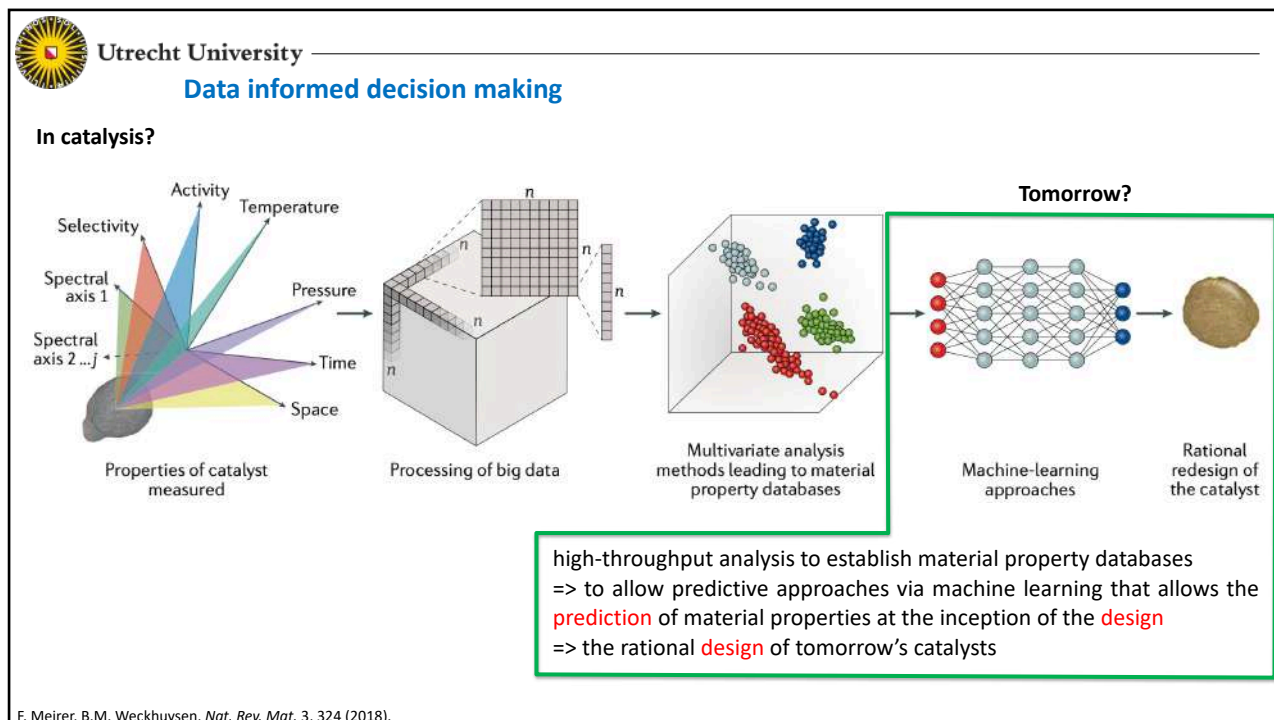 Utrecht University
Data informed decision making
In catalysis?
Activity
Temperature
Selectivity
Spectral
axis 1
Pressure
Spectral
axis 2 ...j
Time
Space
Properties of catalyst
measured
n
n
n
n
n
Processing of big data
Multivariate analysis
methods leading to material
property databases
Tomorrow?
Machine-learning
approaches
Rational
redesign of
the catalyst
high-throughput analysis to establish material property databases
=> to allow predictive approaches via machine learning that allows the
prediction of material properties at the inception of the design
=> the rational design of tomorrow's catalysts
F. Meirer, B.M. Weckhuysen, Nat. Rev. Mat. 3, 324 (2018).